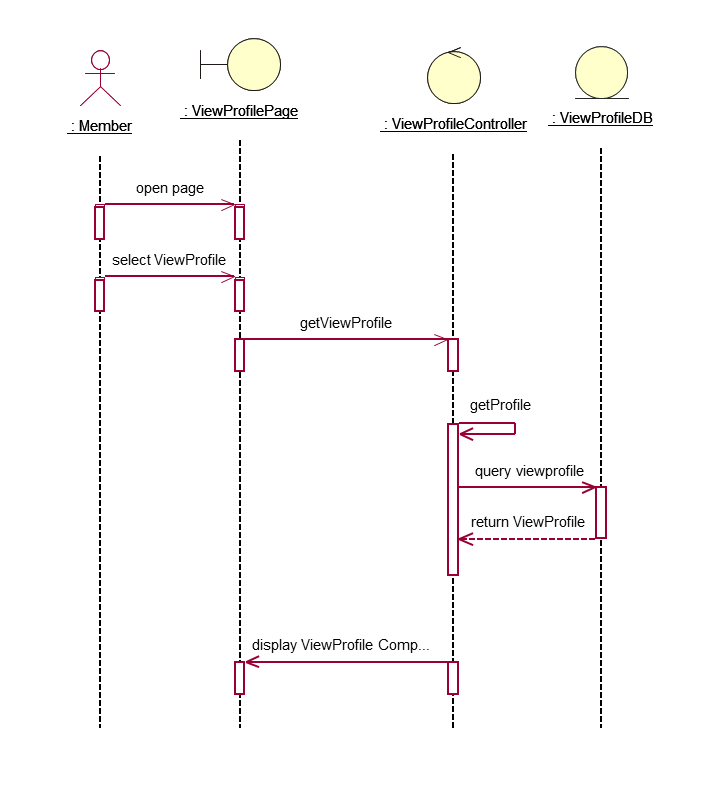 : Member
: ViewProfilePage
: ViewProfileController
: ViewProfileDB
open page
select ViewProfile
getViewProfile
getProfile
query viewprofile
return ViewProfile
display ViewProfile Comp...